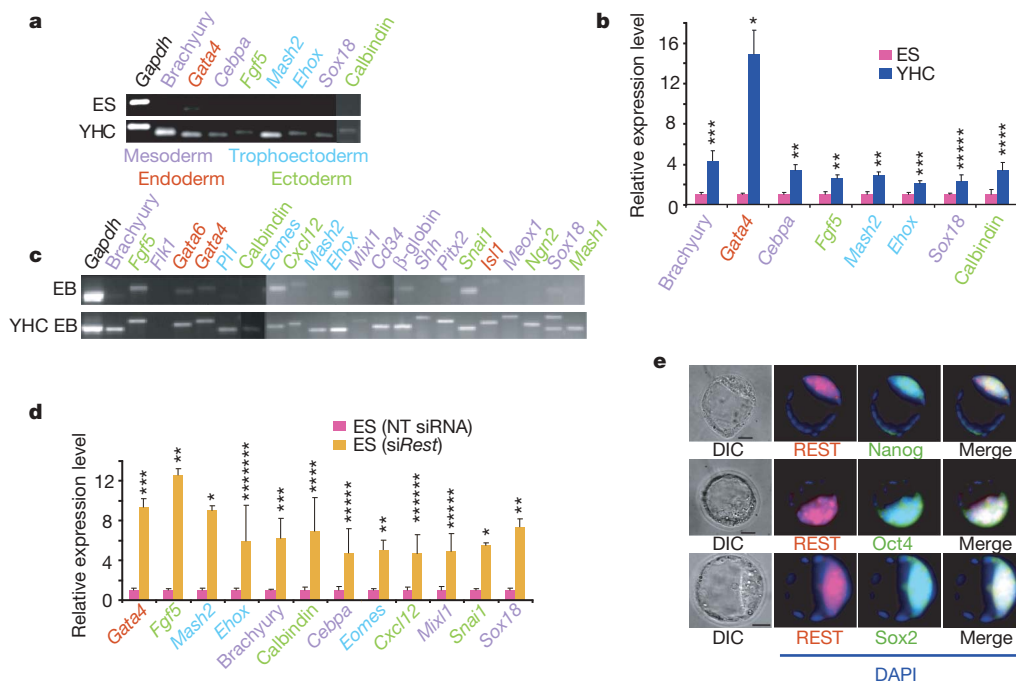 a
Gapdh
Brachyury
Gata4
Cebpa
Fgf5
Mash2
Ehox
Sox18
Calbindin
ES
YHC
Mesoderm Trophoectoderm
Endoderm Ectoderm
b
Relative expression level
16
12
8
4
0
ES
YHC
***
*
**
**
**
***
*****
****
Brachyury
Gata4
Cebpa
Fgf5
Mash2
Ehox
Sox18
Calbindin
c
Gapdh
Brachyury
Fgf5
Flk1
Gata6
Gata4
Pl1
Calbindin
Eomes
Cxcl12
Mash2
Ehox
Mixl1
Cd34
β-globin
Shh
Pitx2
Snai1
Isl1
Meox1
Ngn2
Sox18
Mash1
EB
YHC EB
d
Relative expression level
12
8
4
0
ES (NT siRNA)
ES (siRest)
***
**
*
********
***
****
*****
**
******
*****
*
**
Gata4
Fgf5
Mash2
Ehox
Brachyury
Calbindin
Cebpa
Eomes
Cxcl12
Mixl1
Snai1
Sox18
e
DIC REST Nanog Merge
DIC REST Oct4 Merge
DIC REST Sox2 Merge
DAPI